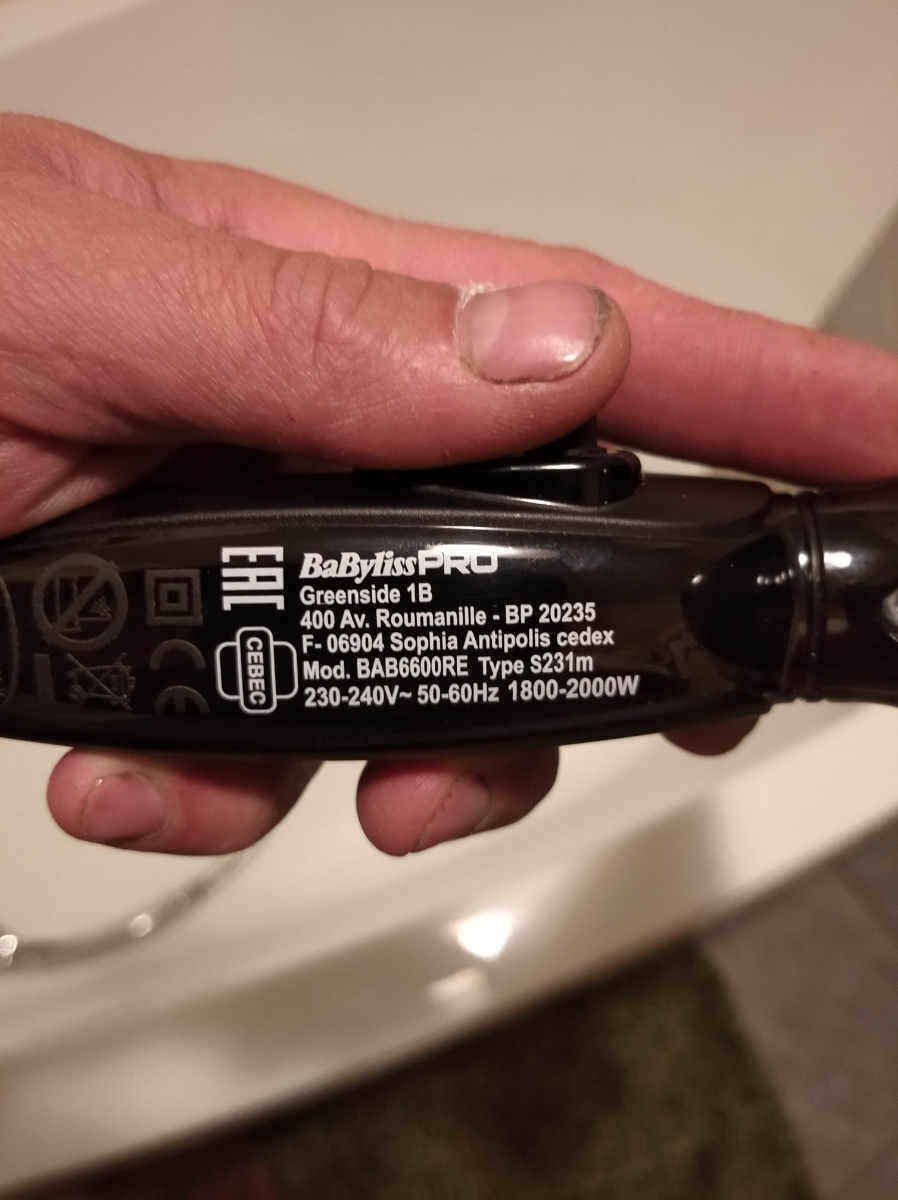 EAC
BaBylissPRO
Greenside 1B
400 Av. Roumanille - BP 20235
F- 06904 Sophia Antipolis cedex
CEBEC
Mod. BAB6600RE Type S231m
230-240V~ 50-60Hz 1800-2000W
CE